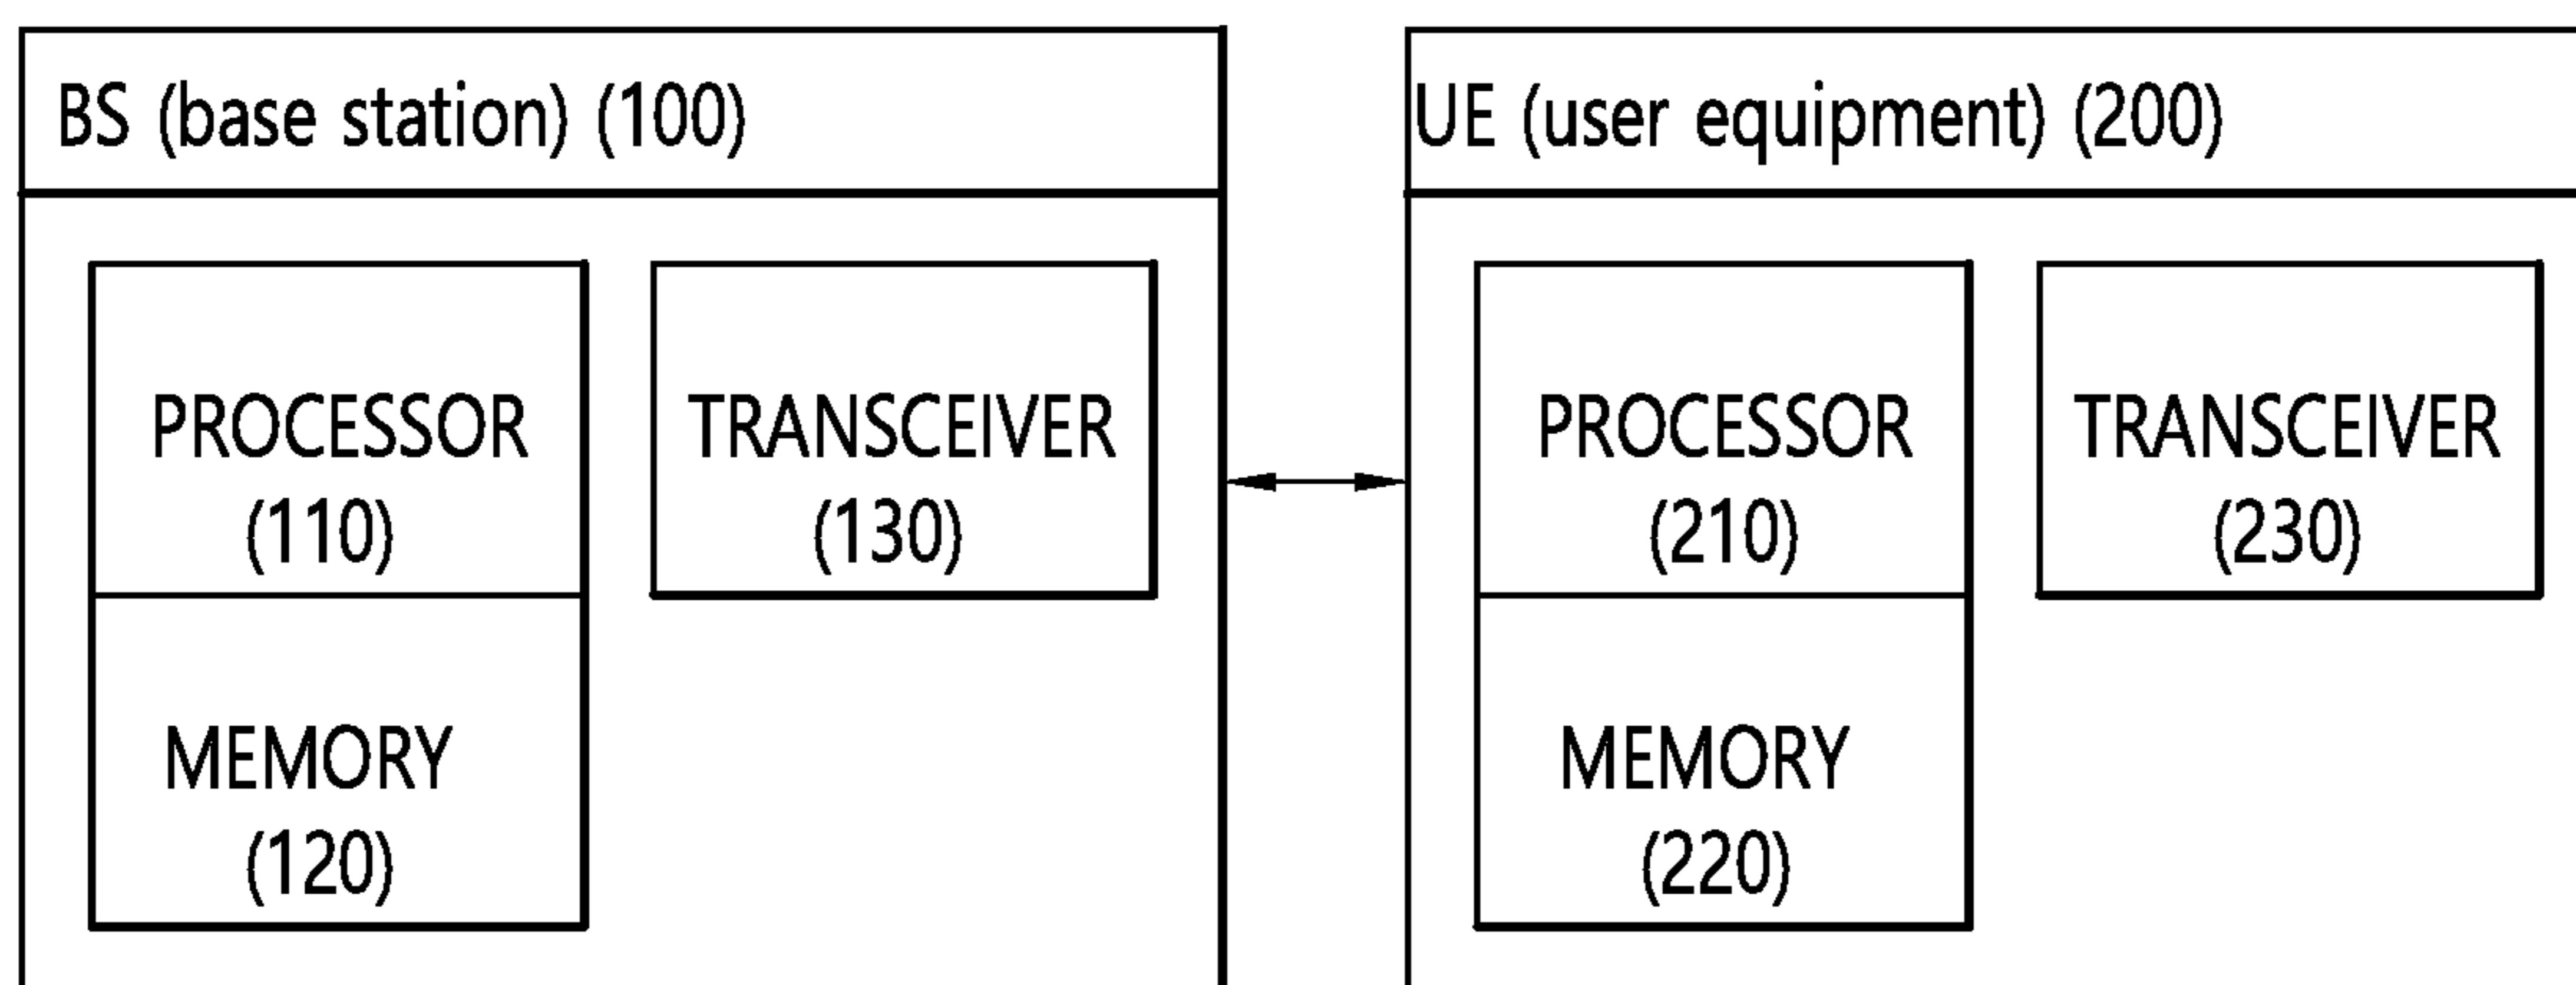 BS (base station) (100)
PROCESSOR
(110)
TRANSCEIVER
(130)
MEMORY
(120)
UE (user equipment) (200)
PROCESSOR
(210)
TRANSCEIVER
(230)
MEMORY
(220)